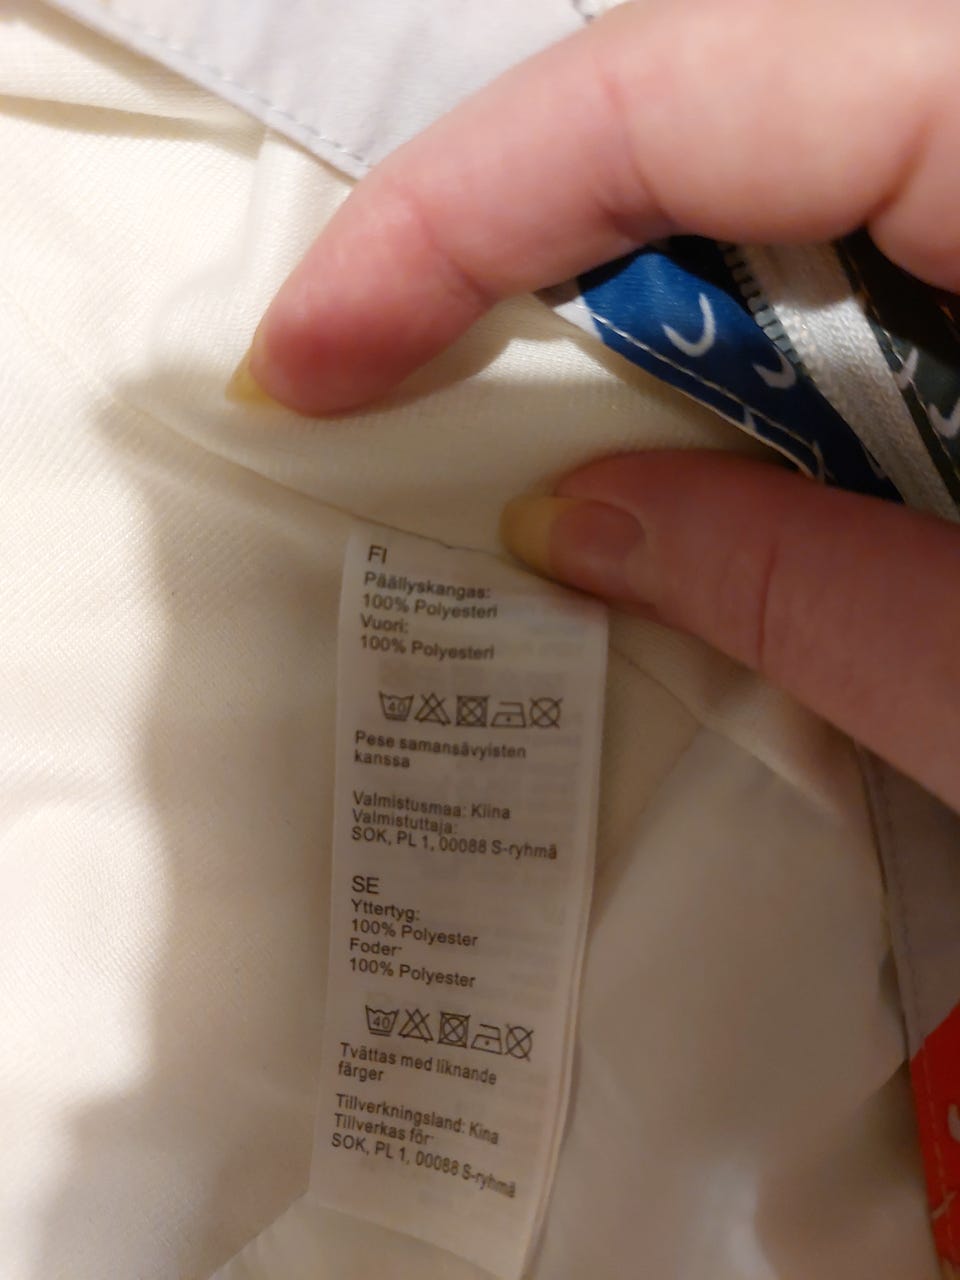 FI
Päällyskangas:
100% Polyesteri
Vuori:
100% Polyesteri
40
Pese samansävyisten
kanssa
Valmistusmaa: Kiina
Valmistuttaja:
SOK, PL 1, 00088 S-ryhmä
SE
Yttertyg:
100% Polyester
Foder:
100% Polyester
40
Tvättas med liknande
färger
Tillverkningsland: Kina
Tillverkas för:
SOK, PL 1, 00088 S-ryhmä